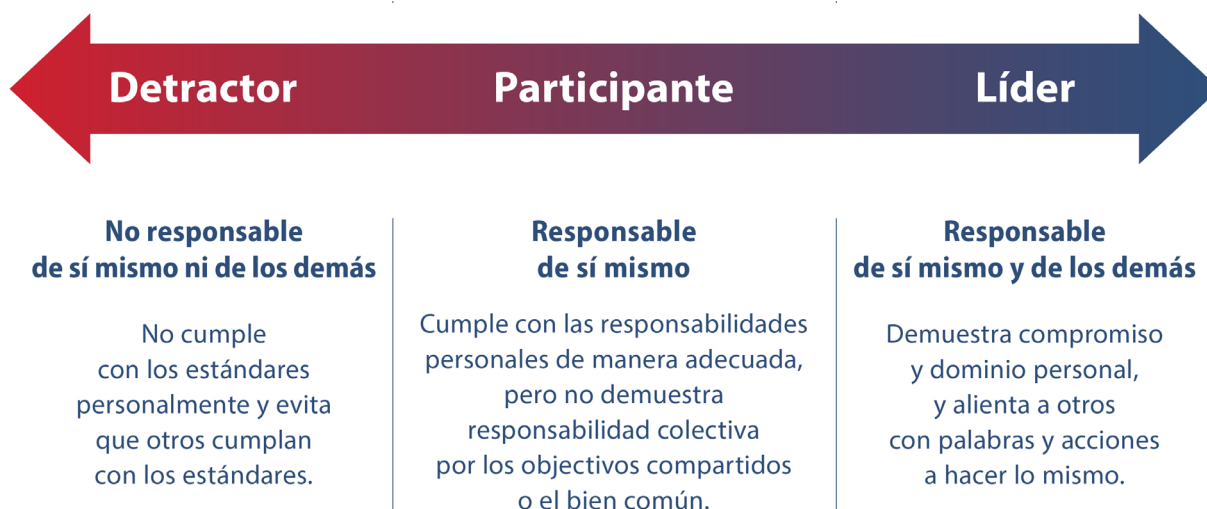 Detractor
Participante
Líder
No responsable
de sí mismo ni de los demás
No cumple
con los estándares
personalmente y evita
que otros cumplan
con los estándares.
Responsable
de sí mismo
Cumple con las responsabilidades
personales de manera adecuada,
pero no demuestra
responsabilidad colectiva
por los objectivos compartidos
o el bien común.
Responsable
de sí mismo y de los demás
Demuestra compromiso
y dominio personal,
y alienta a otros
con palabras y acciones
a hacer lo mismo.